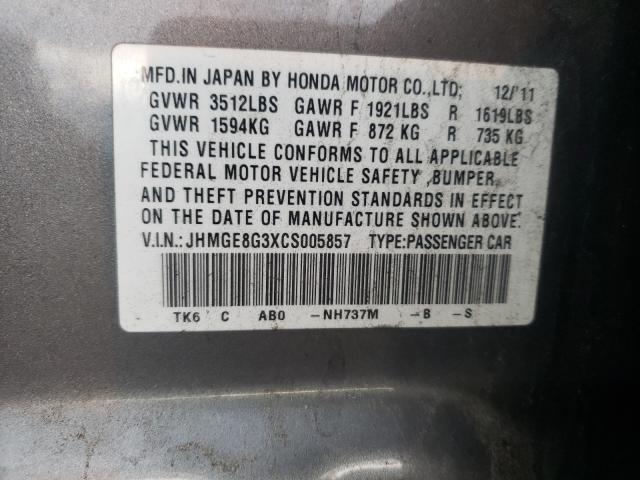 MFD.IN JAPAN BY HONDA MOTOR CO.,LTD; 12/'11
GVWR 3512LBS GAWR F 1921LBS R 1619LBS
GVWR 1594KG GAWR F 872 KG R 735 KG
THIS VEHICLE CONFORMS TO ALL APPLICABLE
FEDERAL MOTOR VEHICLE SAFETY ,BUMPER,
AND THEFT PREVENTION STANDARDS IN EFFECT
ON THE DATE OF MANUFACTURE SHOWN ABOVE.
V.I.N.:JHMGE8G3XCS005857 TYPE:PASSENGER CAR
TK6 C AB0 -NH737M -B -S